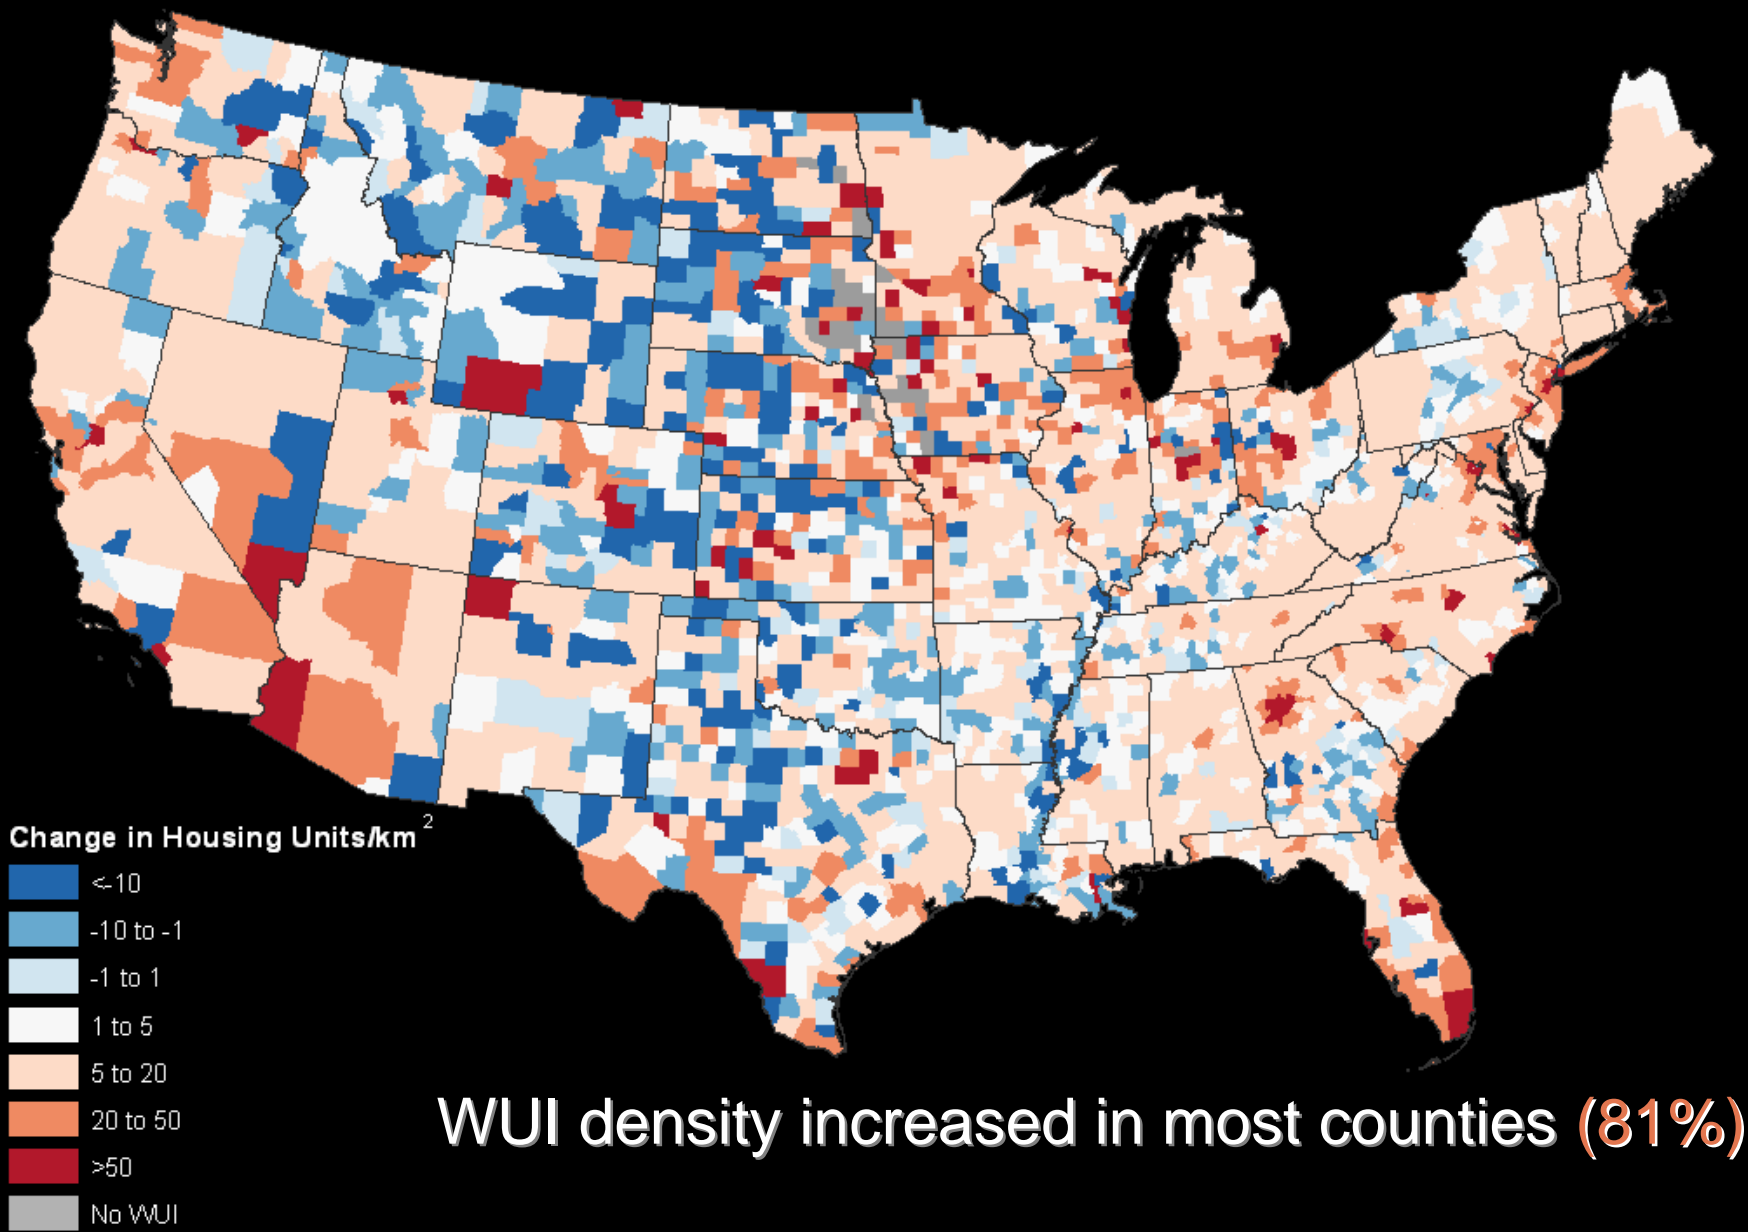 Change in Housing Units/km²
<-10
-10 to -1
-1 to 1
1 to 5
5 to 20
20 to 50
>50
No WUI
WUI density increased in most counties (81%)